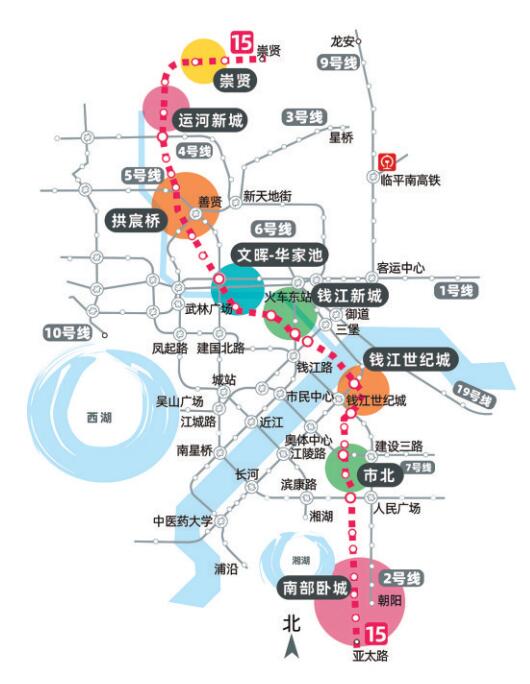 15
崇贤
龙安
9号线
崇贤
运河新城
3号线
星桥
4号线
5号线
临平南高铁
善贤
新天地街
拱宸桥
6号线
文晖-华家池
客运中心
1号线
火车东站
钱江新城
武林广场
御道
三堡
10号线
凤起路
建国北路
钱江路
钱江世纪城
城站
19号线
吴山广场
市民中心
钱江世纪城
西湖
江城路
近江
奥体中心
建设三路
南星桥
江陵路
7号线
市北
长河
滨康路
人民广场
中医药大学
湘湖
浦沿
湘湖
南部卧城
2号线
朝阳
北
15
亚太路